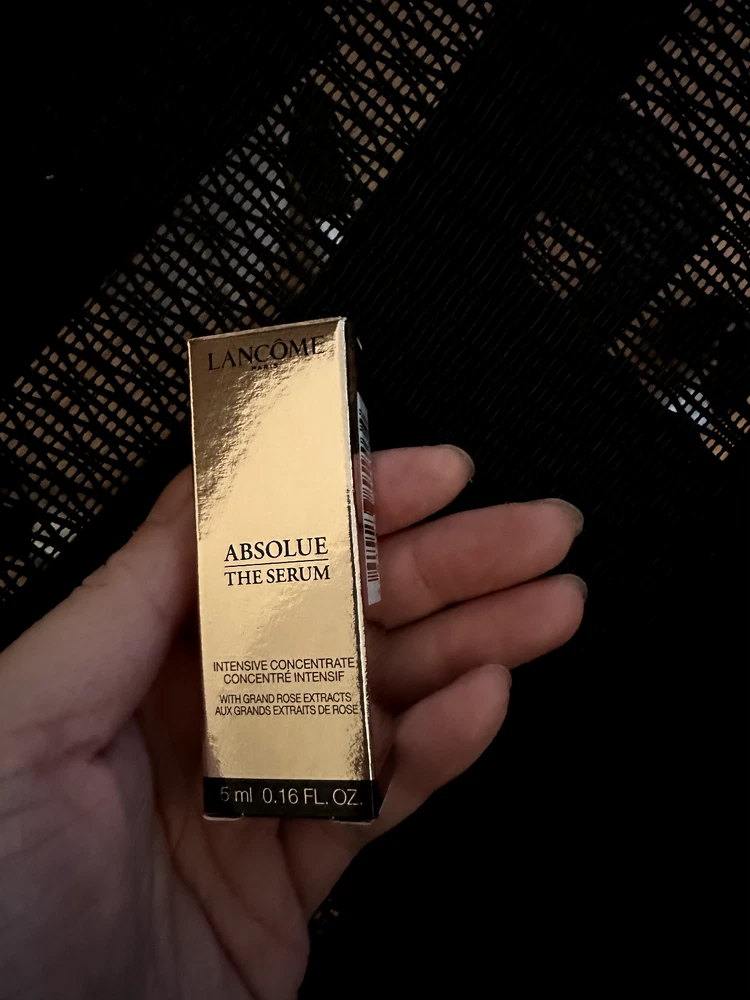 LANCÔME
PARIS
ABSOLUE
THE SERUM
INTENSIVE CONCENTRATE
CONCENTRÉ INTENSIF
WITH GRAND ROSE EXTRACTS
AUX GRANDS EXTRAITS DE ROSE
5 ml 0.16 FL. OZ.